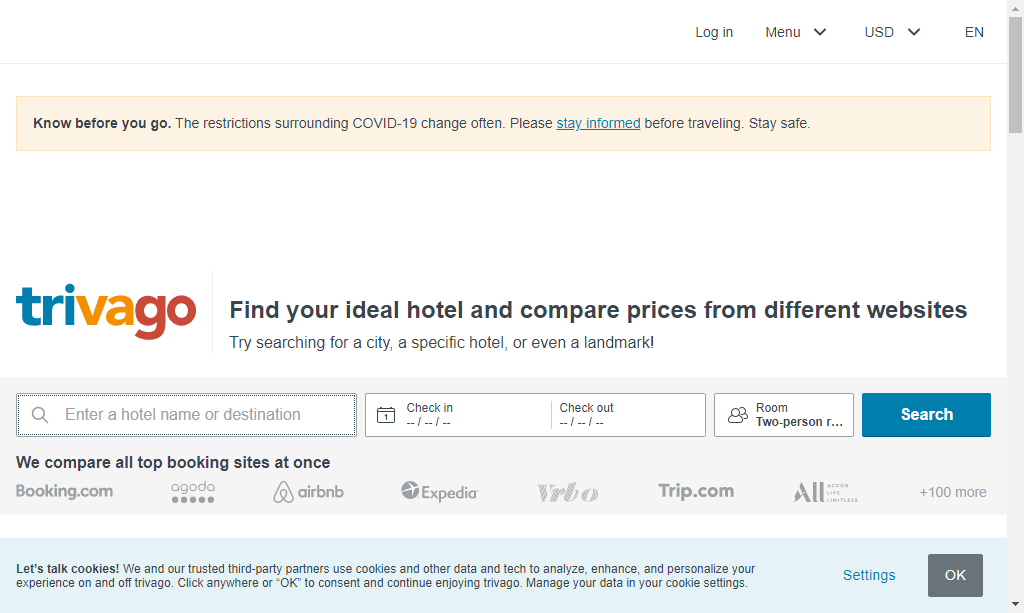 Log in Menu USD EN
Know before you go. The restrictions surrounding COVID-19 change often. Please stay informed before traveling. Stay safe.
trivago
Find your ideal hotel and compare prices from different websites
Try searching for a city, a specific hotel, or even a landmark!
Enter a hotel name or destination
1
Check in
-- / -- / --
Check out
-- / -- / --
Room
Two-person r...
Search
We compare all top booking sites at once
Booking.com agoda airbnb Expedia Vrbo Trip.com ALL ACCOR LIVE LIMITLESS +100 more
Let's talk cookies! We and our trusted third-party partners use cookies and other data and tech to analyze, enhance, and personalize your
experience on and off trivago. Click anywhere or “OK” to consent and continue enjoying trivago. Manage your data in your cookie settings.
Settings
OK